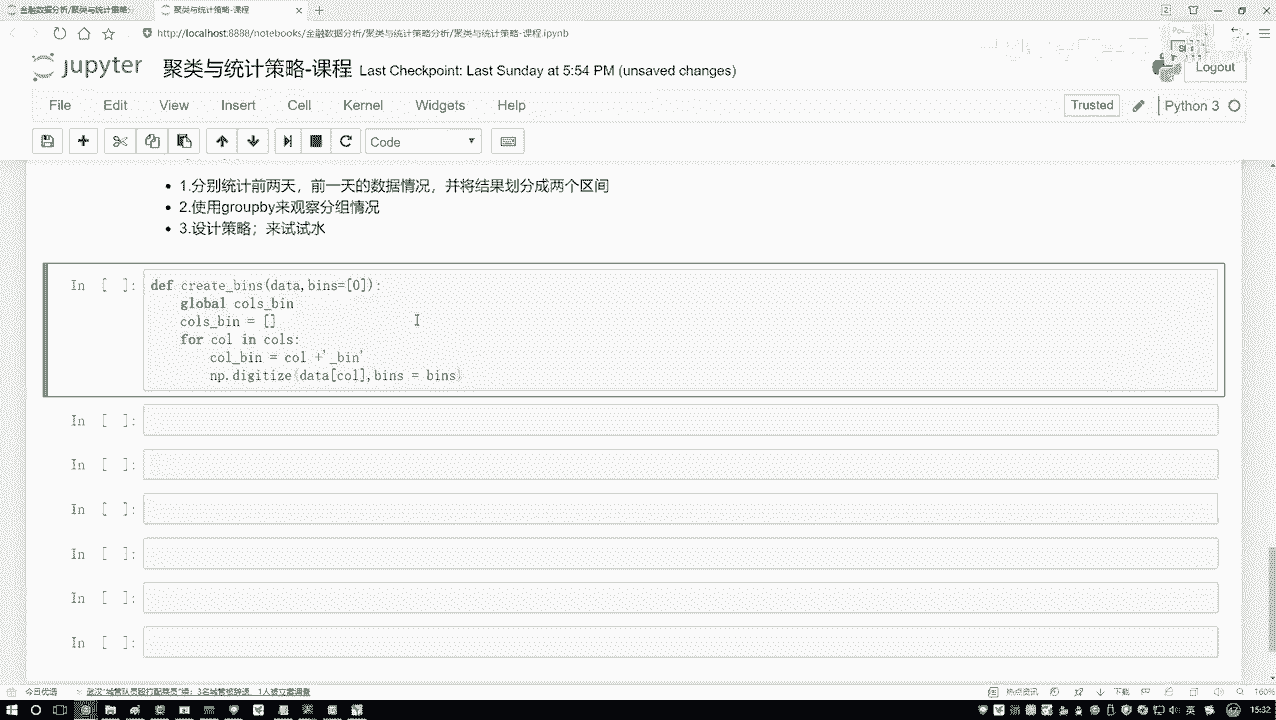 金融数据分析/聚类与统计策略
聚类与统计策略-课程
http://localhost:8888/notebooks/金融数据分析/聚类与统计策略分析/聚类与统计策略-课程.ipynb
jupyter 聚类与统计策略-课程 Last Checkpoint: Last Sunday at 5:54 PM (unsaved changes)
Logout
File Edit View Insert Cell Kernel Widgets Help
Trusted Python 3
Code
1.分别统计前两天，前一天的数据情况，并将结果划分成两个区间
2.使用groupby来观察分组情况
3.设计策略；来试试水
In [ ]:
def create_bins(data,bins=[0]):
global cols_bin
cols_bin = []
for col in cols:
col_bin = col +'_bin'
np.digitize(data[col],bins = bins)
In [ ]:
In [ ]:
In [ ]:
In [ ]:
In [ ]:
In [ ]:
今日优选
热点资讯
下载
160%
英
15:32